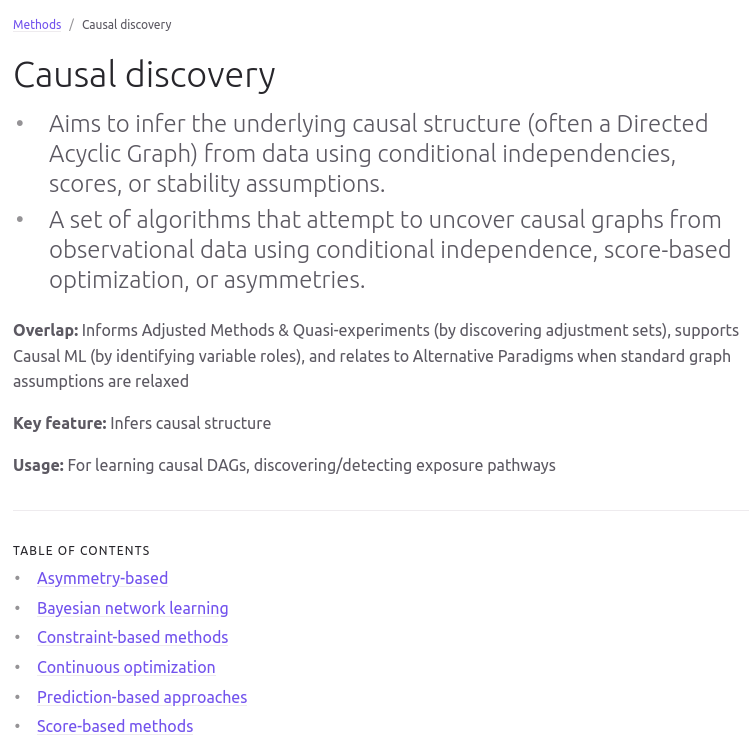 Methods / Causal discovery
Causal discovery
• Aims to infer the underlying causal structure (often a Directed
Acyclic Graph) from data using conditional independencies,
scores, or stability assumptions.
• A set of algorithms that attempt to uncover causal graphs from
observational data using conditional independence, score-based
optimization, or asymmetries.
Overlap: Informs Adjusted Methods & Quasi-experiments (by discovering adjustment sets), supports
Causal ML (by identifying variable roles), and relates to Alternative Paradigms when standard graph
assumptions are relaxed
Key feature: Infers causal structure
Usage: For learning causal DAGs, discovering/detecting exposure pathways
TABLE OF CONTENTS
• Asymmetry-based
• Bayesian network learning
• Constraint-based methods
• Continuous optimization
• Prediction-based approaches
• Score-based methods